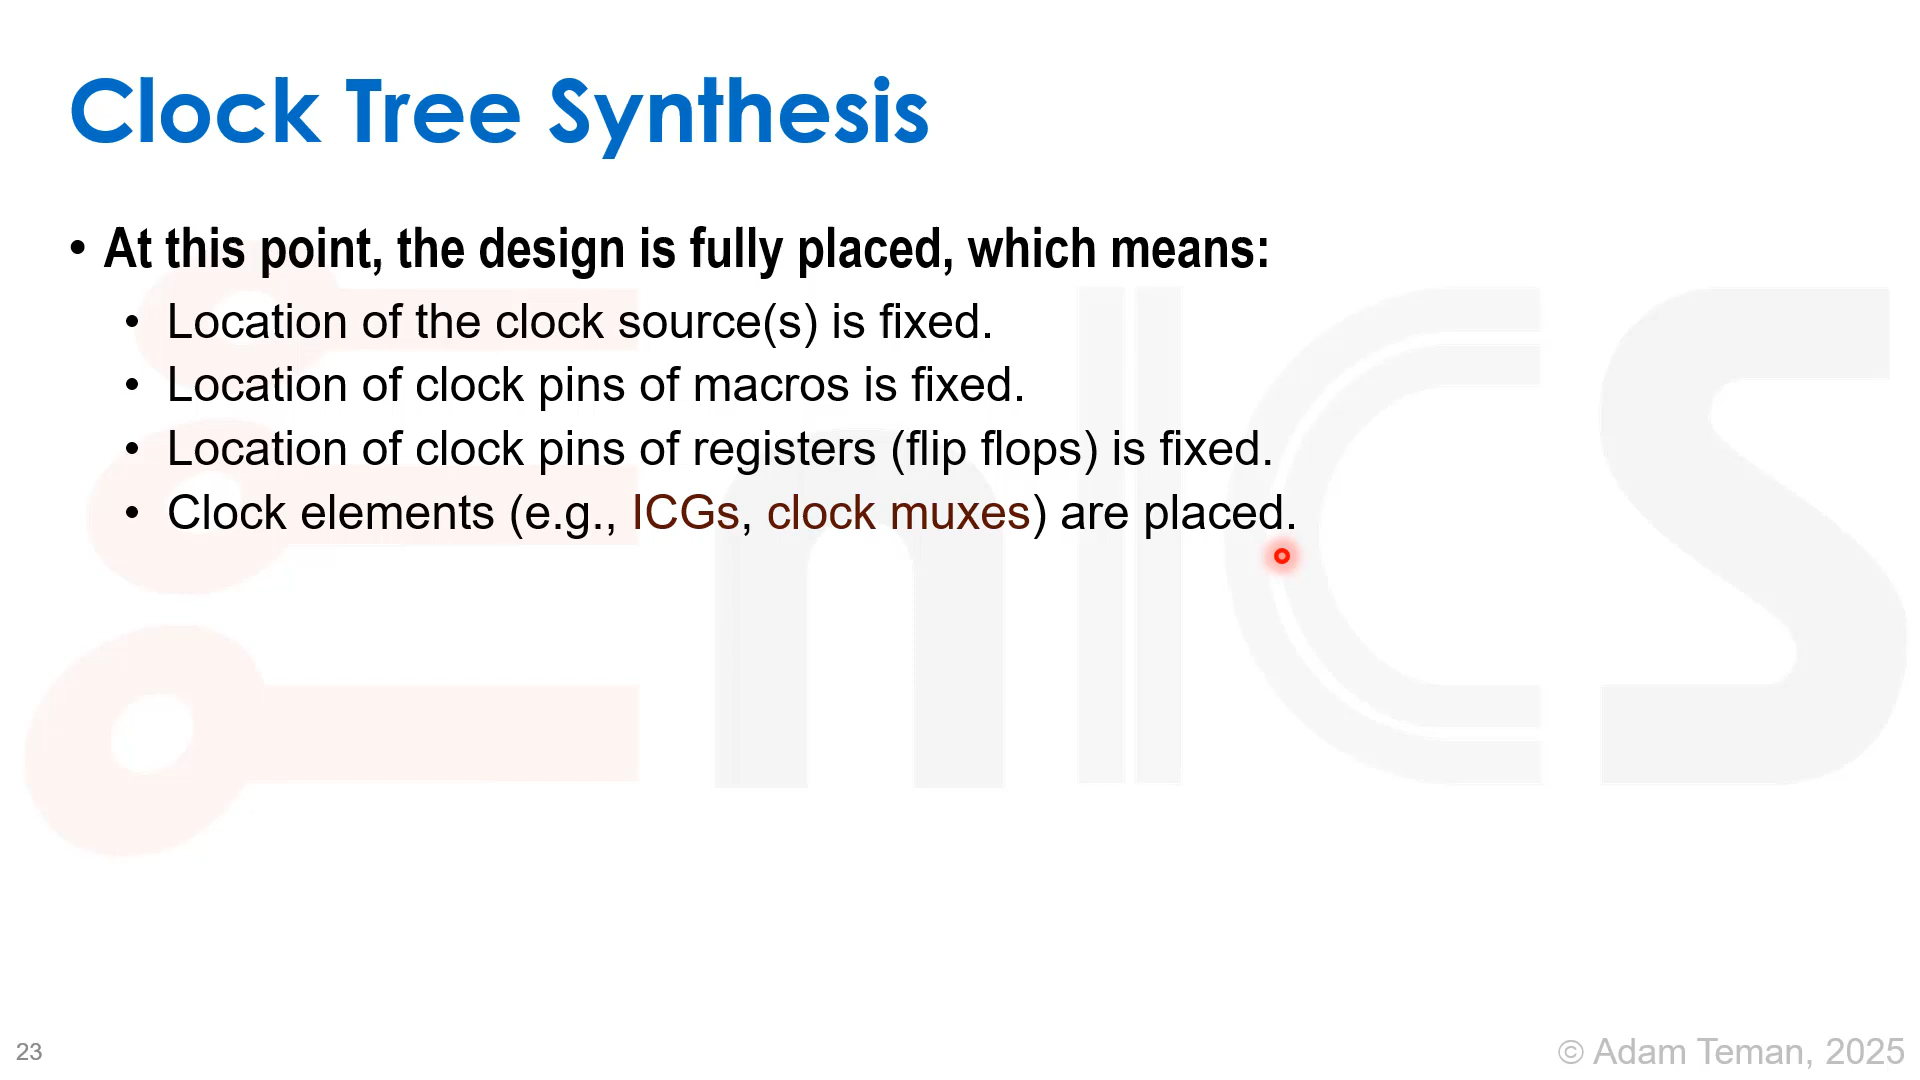 Clock Tree Synthesis
• At this point, the design is fully placed, which means:
• Location of the clock source(s) is fixed.
• Location of clock pins of macros is fixed.
• Location of clock pins of registers (flip flops) is fixed.
• Clock elements (e.g., ICGs, clock muxes) are placed.
EnICS
23
© Adam Teman, 2025